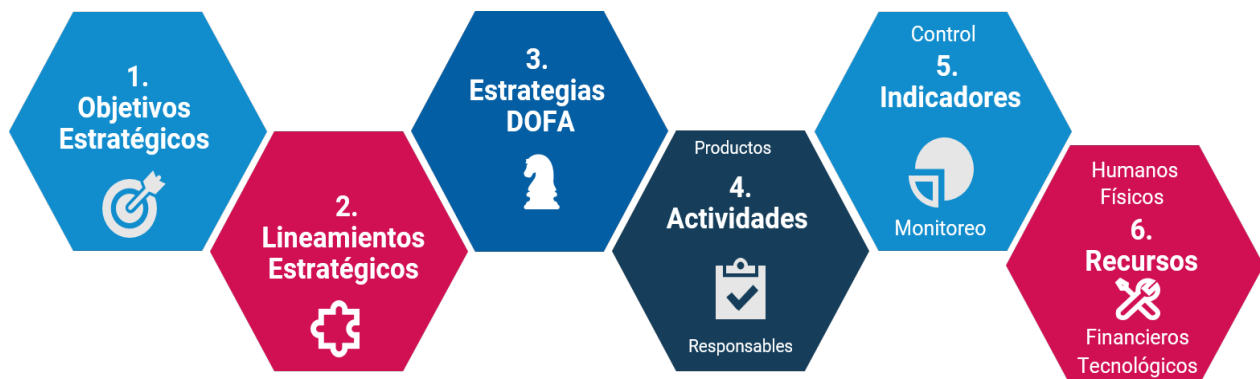 1.
Objetivos
Estratégicos
2.
Lineamientos
Estratégicos
3.
Estrategias
DOFA
Productos
4.
Actividades
Responsables
Control
5.
Indicadores
Monitoreo
Humanos
Físicos
6.
Recursos
Financieros
Tecnológicos